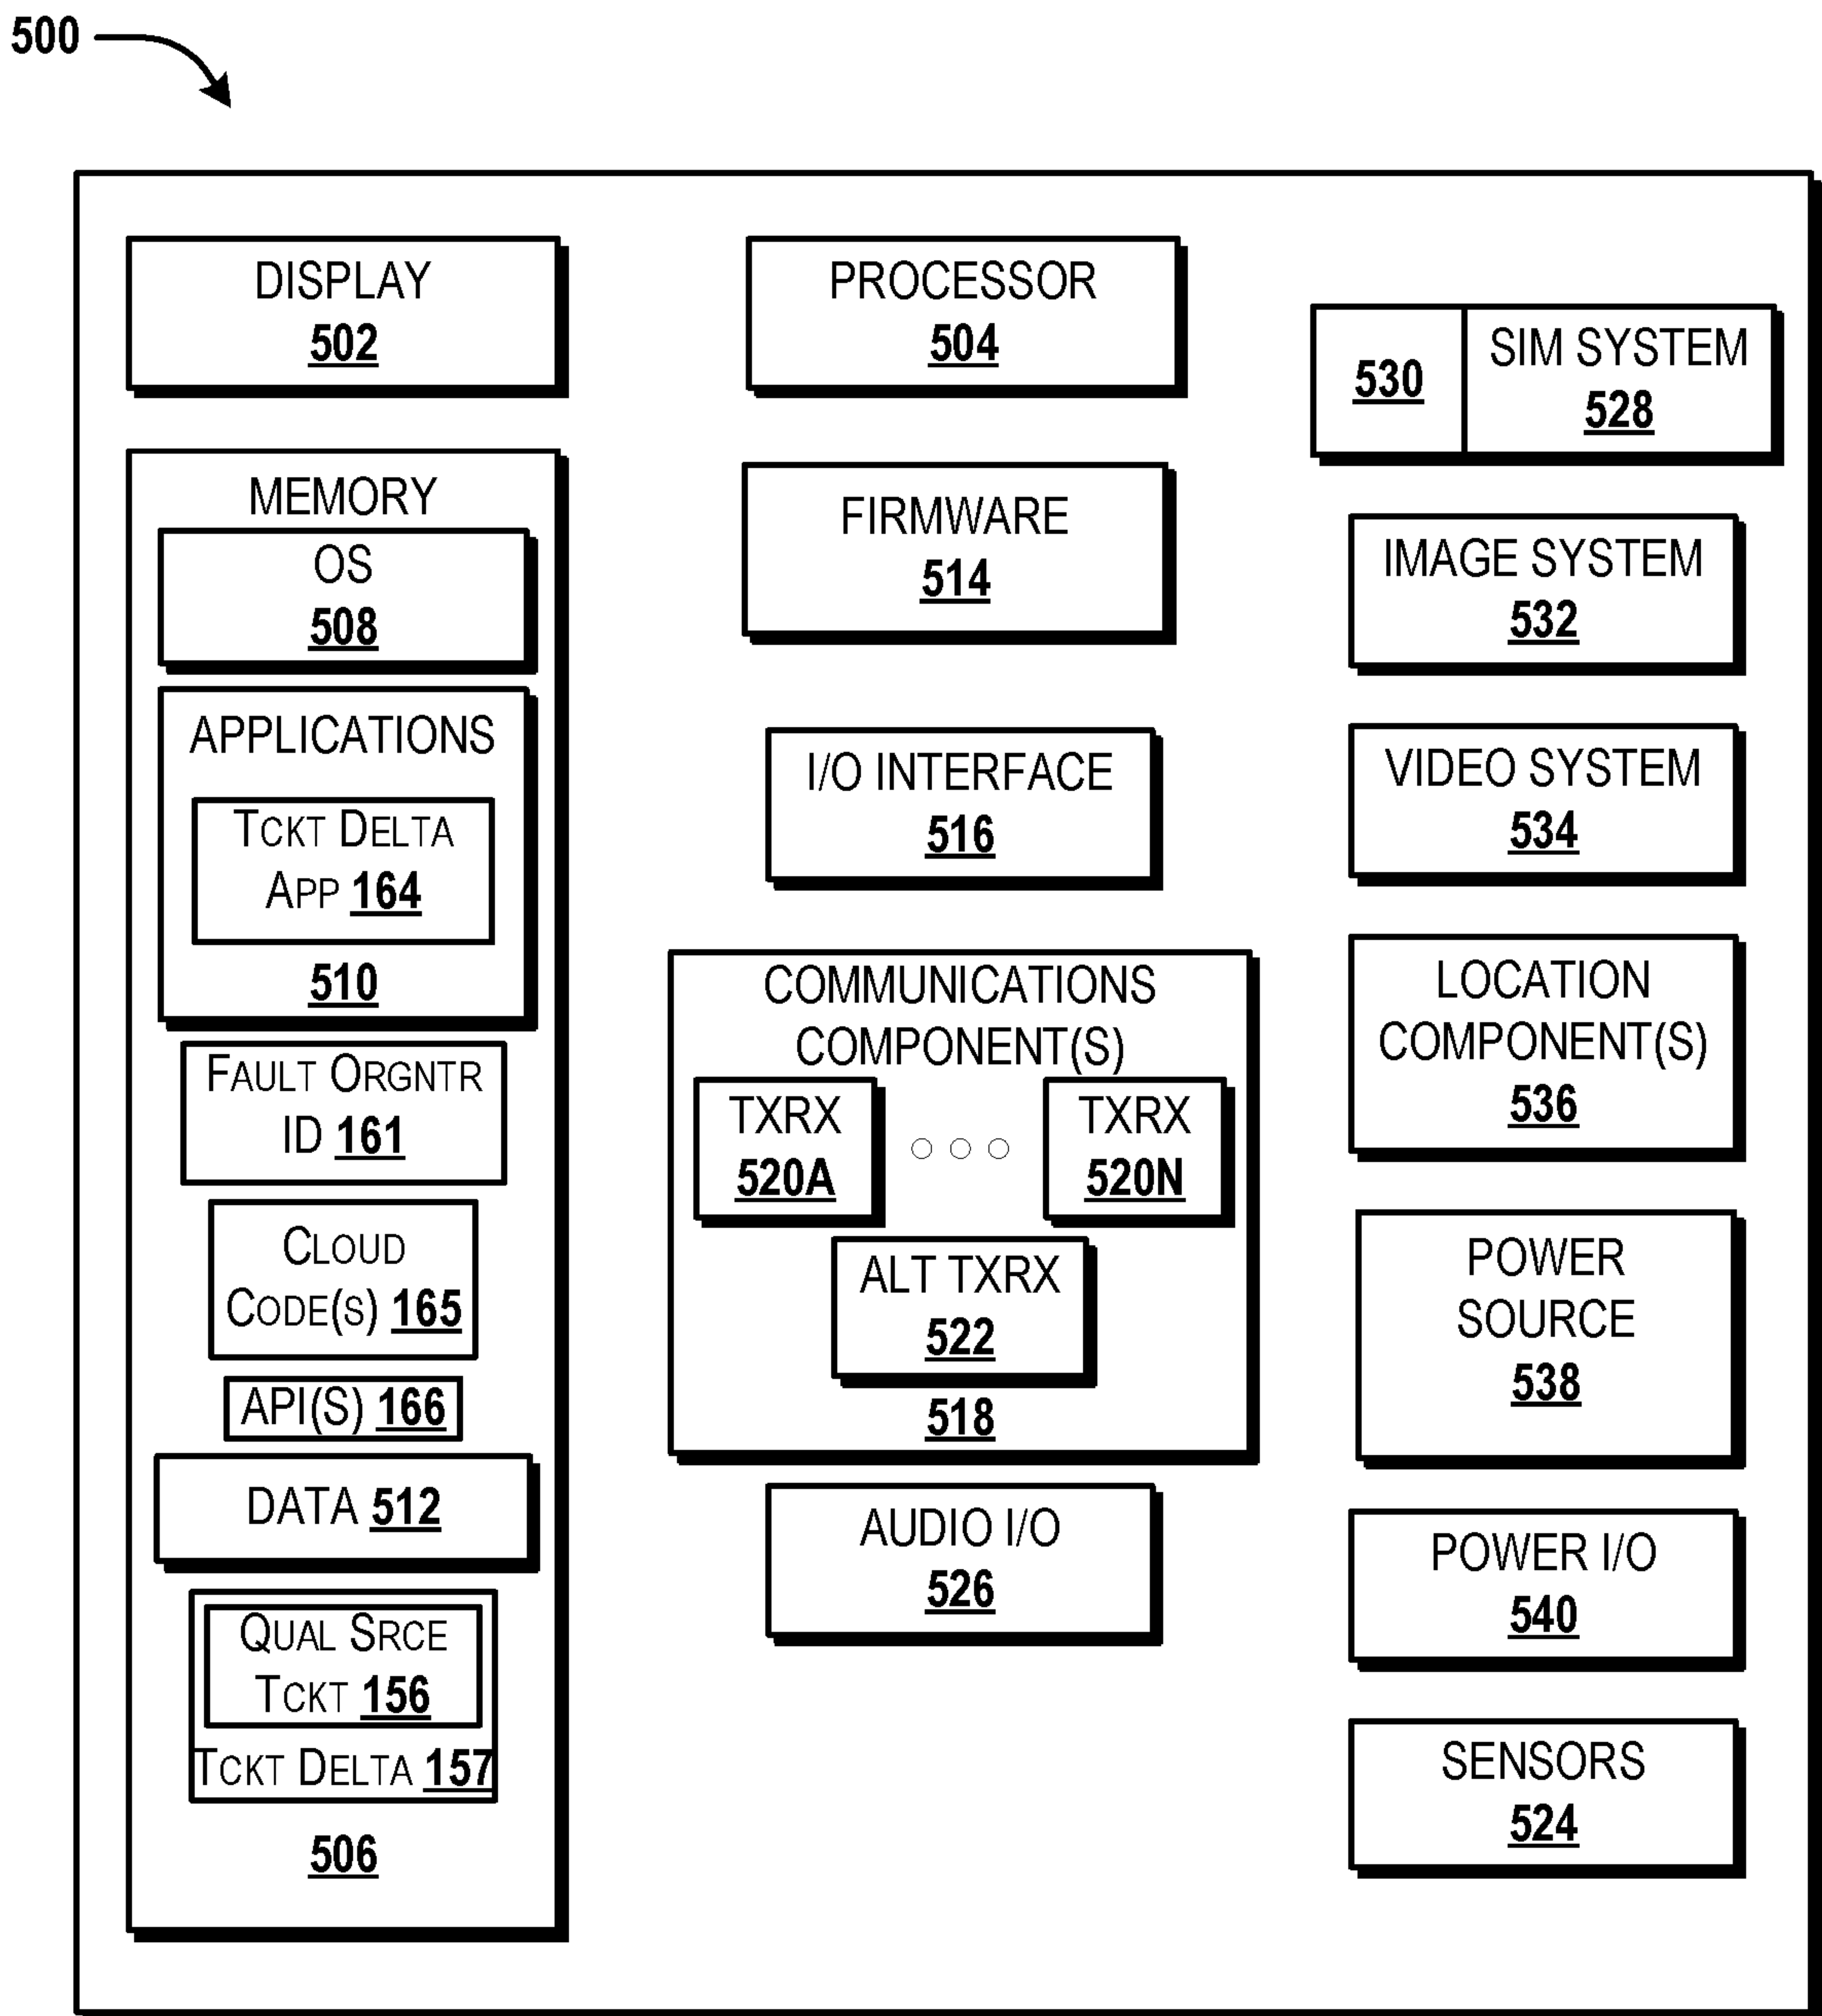 500
DISPLAY
502
MEMORY
OS
508
APPLICATIONS
TCKT DELTA
APP 164
510
FAULT ORGNTR
ID 161
CLOUD
CODE(S) 165
API(S) 166
DATA 512
QUAL SRCE
TCKT 156
TCKT DELTA 157
506
PROCESSOR
504
FIRMWARE
514
I/O INTERFACE
516
COMMUNICATIONS
COMPONENT(S)
TXRX
520A
TXRX
520N
ALT TXRX
522
518
AUDIO I/O
526
530
SIM SYSTEM
528
IMAGE SYSTEM
532
VIDEO SYSTEM
534
LOCATION
COMPONENT(S)
536
POWER
SOURCE
538
POWER I/O
540
SENSORS
524